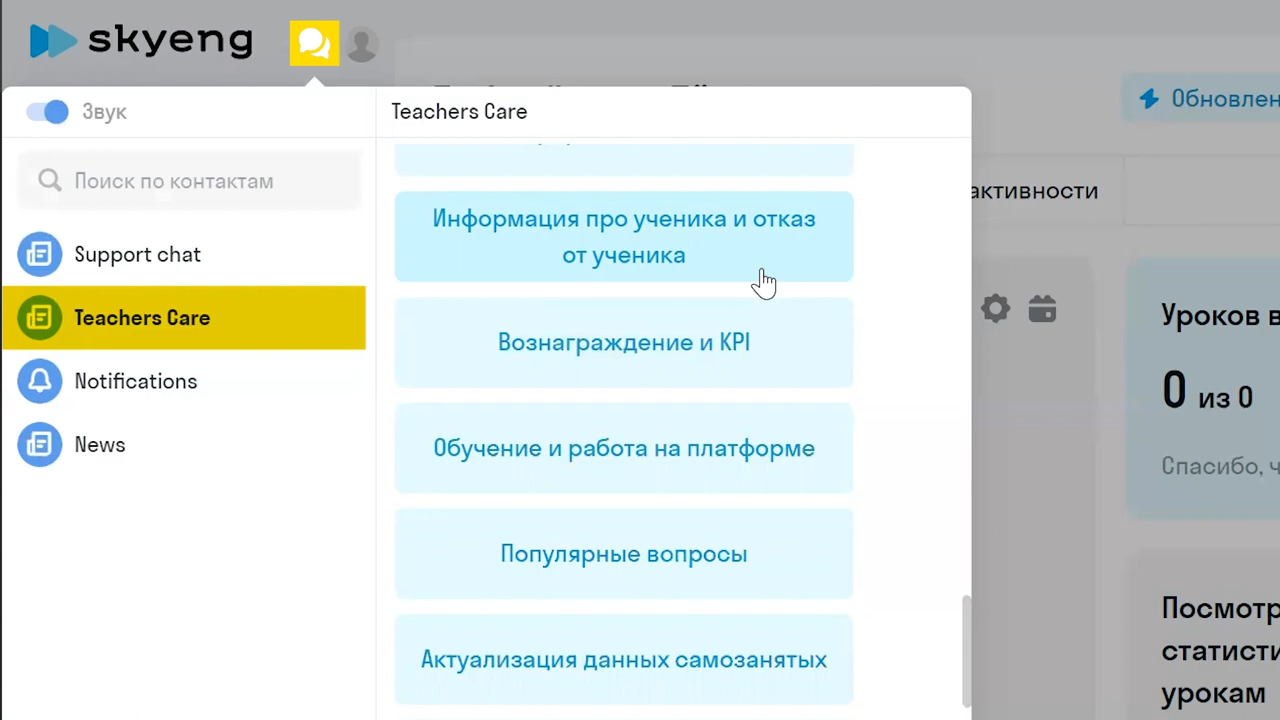 skyeng
Звук
Teachers Care
Обновлен
Поиск по контактам
активности
Support chat
Teachers Care
Notifications
News
Информация про ученика и отказ
от ученика
Вознаграждение и KPI
Обучение и работа на платформе
Популярные вопросы
Актуализация данных самозанятых
Уроков в
0 из 0
Спасибо, ч
Посмотр
статисти
урокам